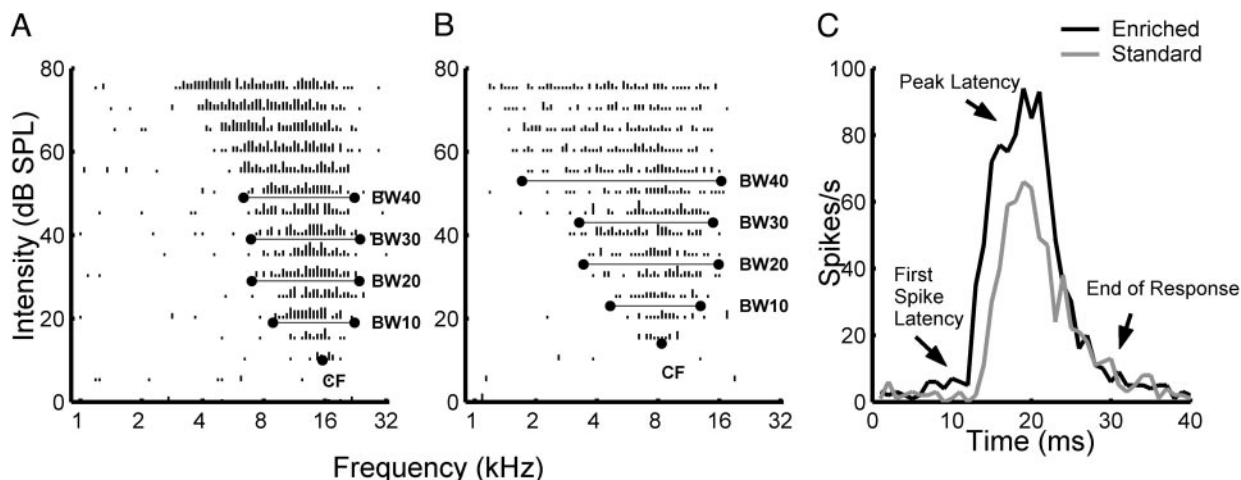 A
B
C
Enriched
Standard
Intensity (dB SPL)
80
60
40
20
0
BW40
BW30
BW20
BW10
CF
1 2 4 8 16 32
80
60
40
20
0
BW40
BW30
BW20
BW10
CF
1 2 4 8 16 32
Frequency (kHz)
Spikes/s
100
80
60
40
20
0
Peak Latency
First
Spike
Latency
End of Response
0 10 20 30 40
Time (ms)